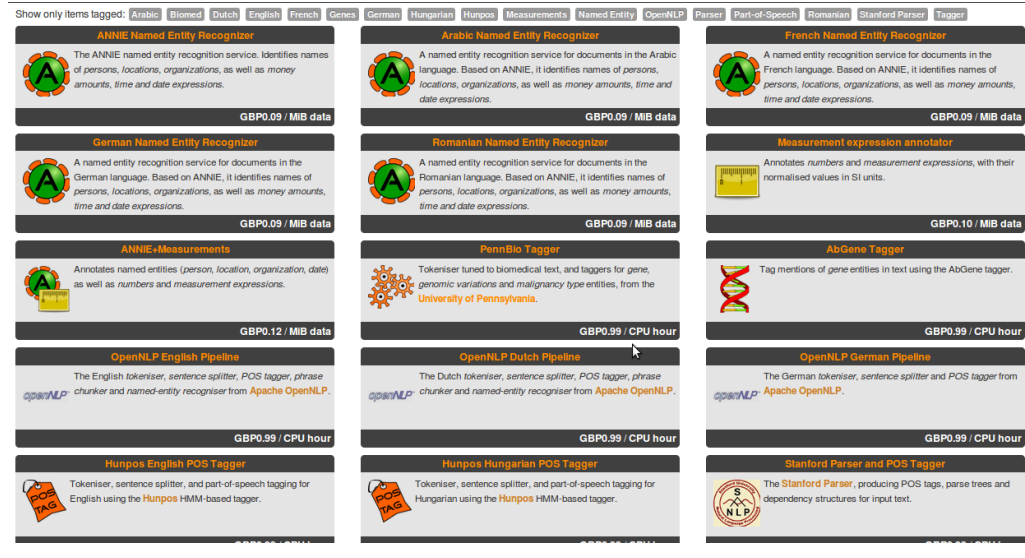 Show only items tagged: Arabic Biomed Dutch English French Genes German Hungarian Hunpos Measurements Named Entity OpenNLP Parser Part-of-Speech Romanian Stanford Parser Tagger
ANNIE Named Entity Recognizer
The ANNIE named entity recognition service. Identifies names
of persons, locations, organizations, as well as money
amounts, time and date expressions.
GBP0.09 / MiB data
Arabic Named Entity Recognizer
A named entity recognition service for documents in the Arabic
language. Based on ANNIE, it identifies names of persons,
locations, organizations, as well as money amounts, time and
date expressions.
GBP0.09 / MiB data
French Named Entity Recognizer
A named entity recognition service for documents in the
French language. Based on ANNIE, it identifies names of
persons, locations, organizations, as well as money amounts,
time and date expressions.
GBP0.09 / MiB data
German Named Entity Recognizer
A named entity recognition service for documents in the
German language. Based on ANNIE, it identifies names of
persons, locations, organizations, as well as money amounts,
time and date expressions.
GBP0.09 / MiB data
Romanian Named Entity Recognizer
A named entity recognition service for documents in the
Romanian language. Based on ANNIE, it identifies names of
persons, locations, organizations, as well as money amounts,
time and date expressions.
GBP0.09 / MiB data
Measurement expression annotator
Annotates numbers and measurement expressions, with their
normalised values in SI units.
GBP0.10 / MiB data
ANNIE+Measurements
Annotates named entities (person, location, organization, date)
as well as numbers and measurement expressions.
GBP0.12 / MiB data
PennBio Tagger
Tokeniser tuned to biomedical text, and taggers for gene,
genomic variations and malignancy type entities, from the
University of Pennsylvania.
GBP0.99 / CPU hour
AbGene Tagger
Tag mentions of gene entities in text using the AbGene tagger.
GBP0.99 / CPU hour
OpenNLP English Pipeline
The English tokeniser, sentence splitter, POS tagger, phrase
chunker and named-entity recogniser from Apache OpenNLP.
openNLP
GBP0.99 / CPU hour
OpenNLP Dutch Pipeline
The Dutch tokeniser, sentence splitter, POS tagger, phrase
chunker and named-entity recogniser from Apache OpenNLP.
openNLP
GBP0.99 / CPU hour
OpenNLP German Pipeline
The German tokeniser, sentence splitter and POS tagger from
Apache OpenNLP.
openNLP
GBP0.99 / CPU hour
Hunpos English POS Tagger
Tokeniser, sentence splitter, and part-of-speech tagging for
English using the Hunpos HMM-based tagger.
POS
TAG
Hunpos Hungarian POS Tagger
Tokeniser, sentence splitter, and part-of-speech tagging for
Hungarian using the Hunpos HMM-based tagger.
POS
TAG
Stanford Parser and POS Tagger
The Stanford Parser, producing POS tags, parse trees and
dependency structures for input text.
S
NLP